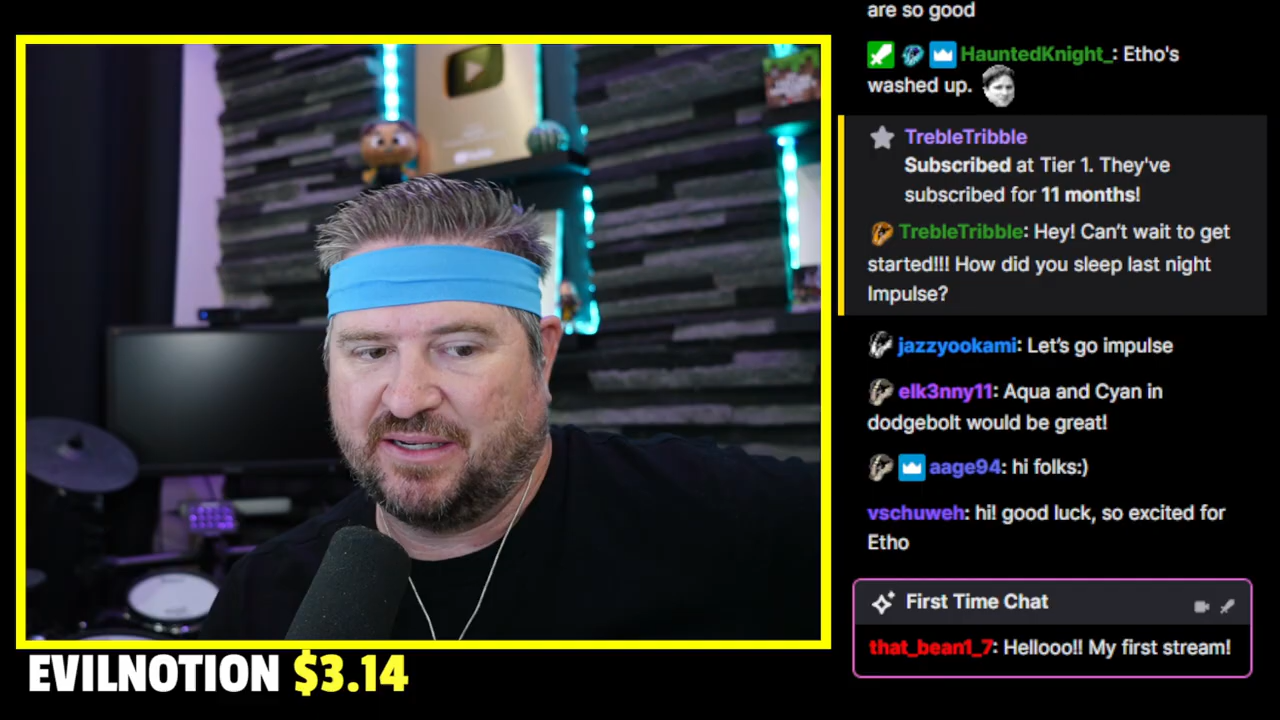 are so good
HauntedKnight_: Etho's
washed up.
TrebleTribble
Subscribed at Tier 1. They've
subscribed for 11 months!
TrebleTribble: Hey! Can’t wait to get
started!!! How did you sleep last night
Impulse?
jazzyookami: Let’s go impulse
elk3nny11: Aqua and Cyan in
dodgebolt would be great!
aage94: hi folks:)
vschuweh: hi! good luck, so excited for
Etho
First Time Chat
that_bean1_7: Hellooo!! My first stream!
EVILNOTION $3.14